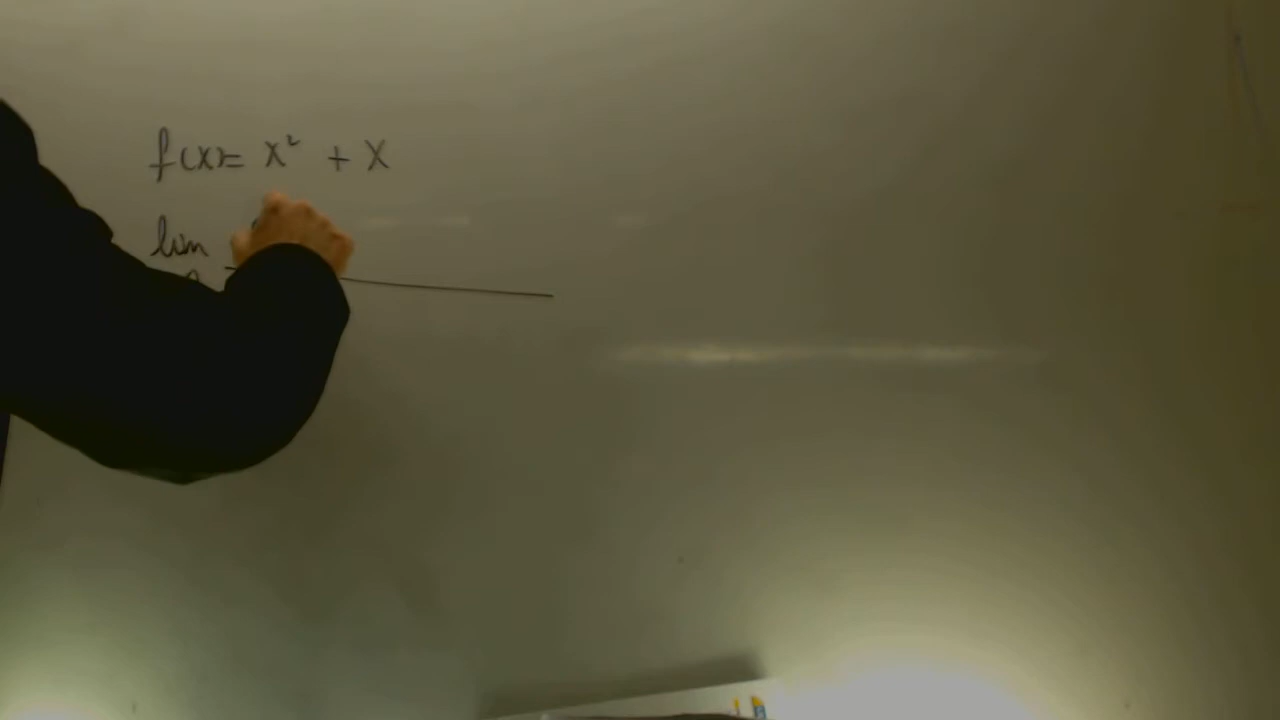 f(x)= x² + x
lim